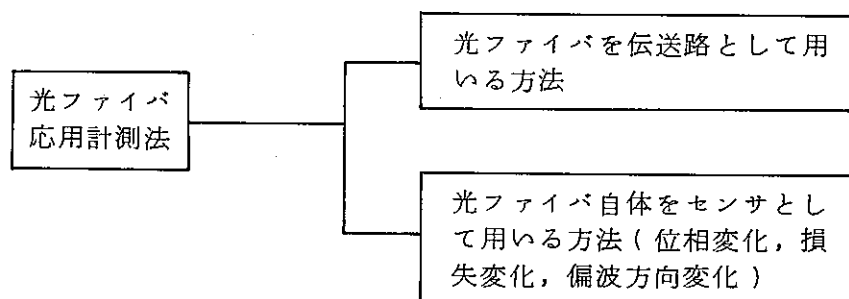 光ファイバを伝送路として用
いる方法
光ファイバ
応用計測法
光ファイバ自体をセンサとし
て用いる方法(位相変化,損
失変化,偏波方向変化)